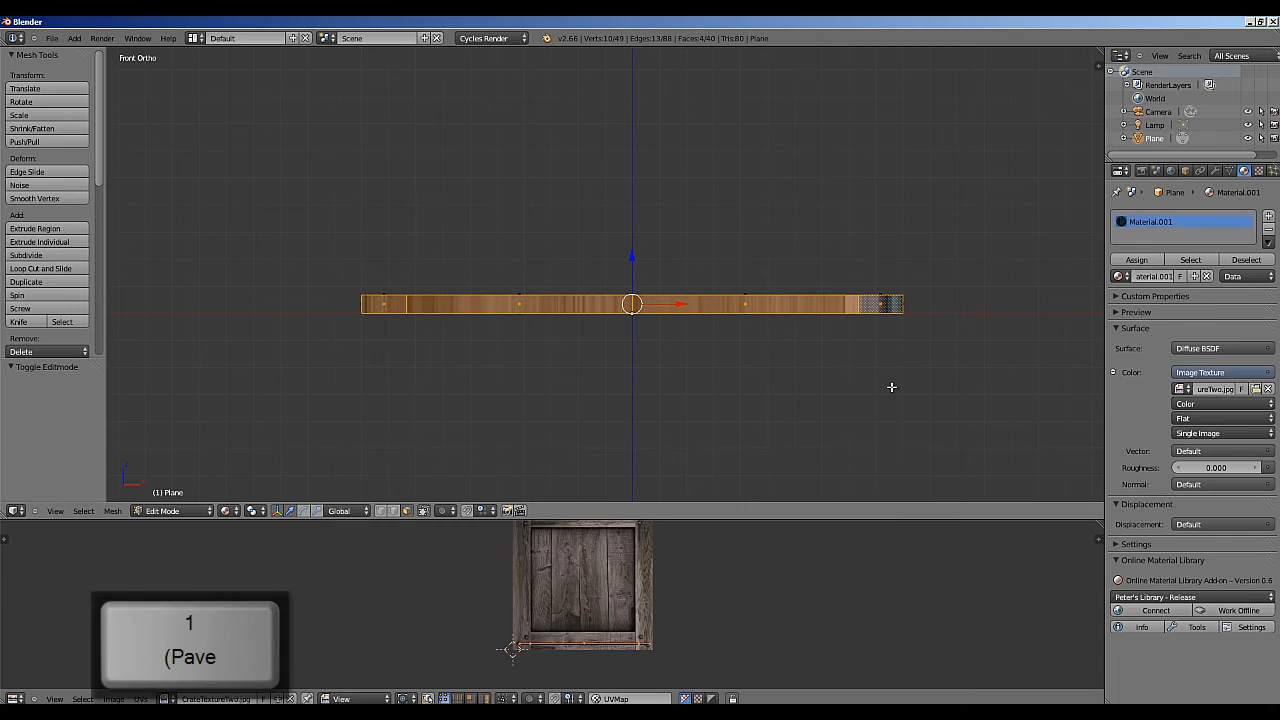 Blender
File Add Render Window Help Default Scene Cycles Render v2.66 | Verts:10/49 | Edges:13/88 | Faces:4/40 | Tris:80 | Plane
Mesh Tools
Transform:
Translate
Rotate
Scale
Shrink/Fatten
Push/Pull
Deform:
Edge Slide
Noise
Smooth Vertex
Add:
Extrude Region
Extrude Individual
Subdivide
Loop Cut and Slide
Duplicate
Spin
Screw
Knife Select
Remove:
Delete
Toggle Editmode
Front Ortho
z
x
(1) Plane
View Select Mesh Edit Mode Global
View Search All Scenes
Scene
RenderLayers
World
Camera
Lamp
Plane
Plane Material.001
Material.001
Assign Select Deselect
aterial.001 F Data
Custom Properties
Preview
Surface
Surface: Diffuse BSDF
Color: Image Texture
ureTwo.jpg F
Color
Flat
Single Image
Vector: Default
Roughness: 0.000
Normal: Default
Displacement
Displacement: Default
Settings
Online Material Library
Online Material Library Add-on – Version 0.6
Peter's Library - Release
Connect Work Offline
Info Tools Settings
1
(Pave
View Select Image UVs CrateTextureTwo.jpg F View UVMap